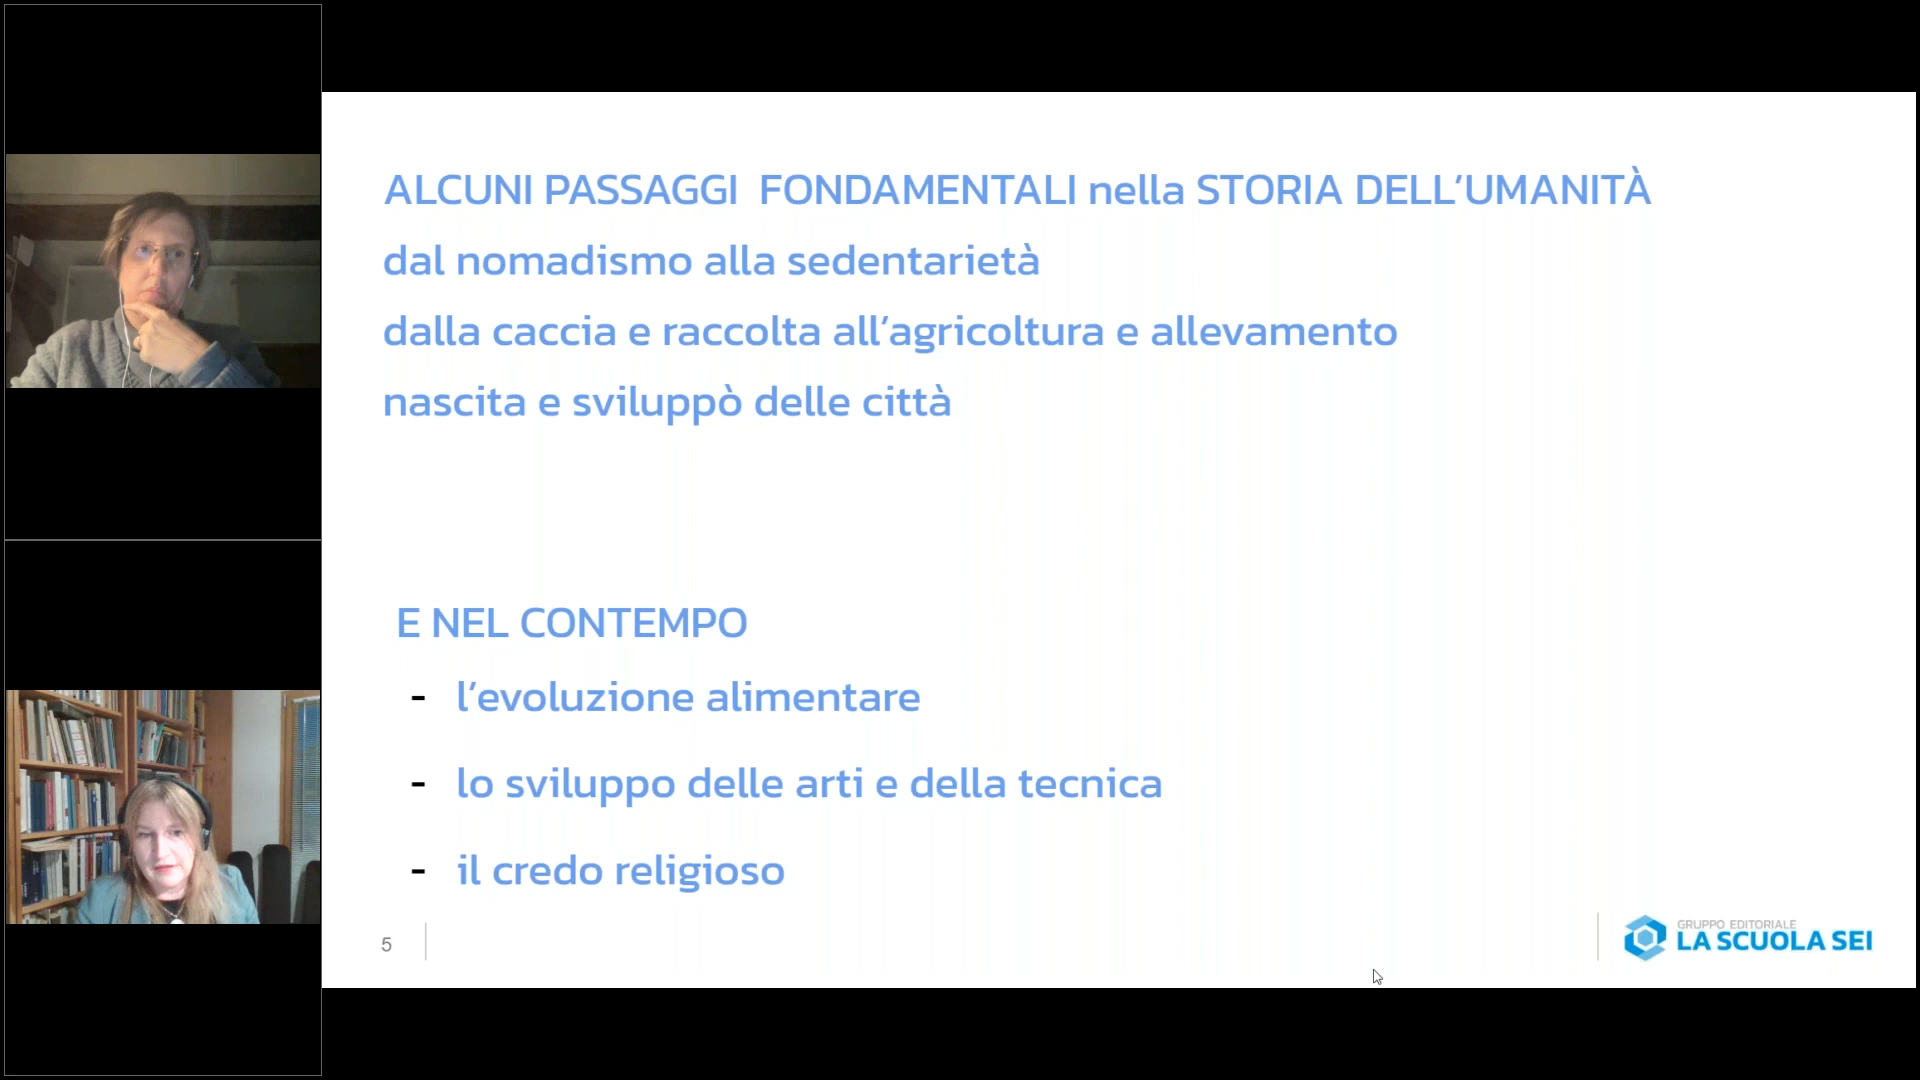 ALCUNI PASSAGGI  FONDAMENTALI nella STORIA DELL’UMANITÀ
dal nomadismo alla sedentarietà
dalla caccia e raccolta all’agricoltura e allevamento
nascita e sviluppò delle città
E NEL CONTEMPO
- l’evoluzione alimentare
- lo sviluppo delle arti e della tecnica
- il credo religioso
5
GRUPPO EDITORIALE
LA SCUOLA SEI